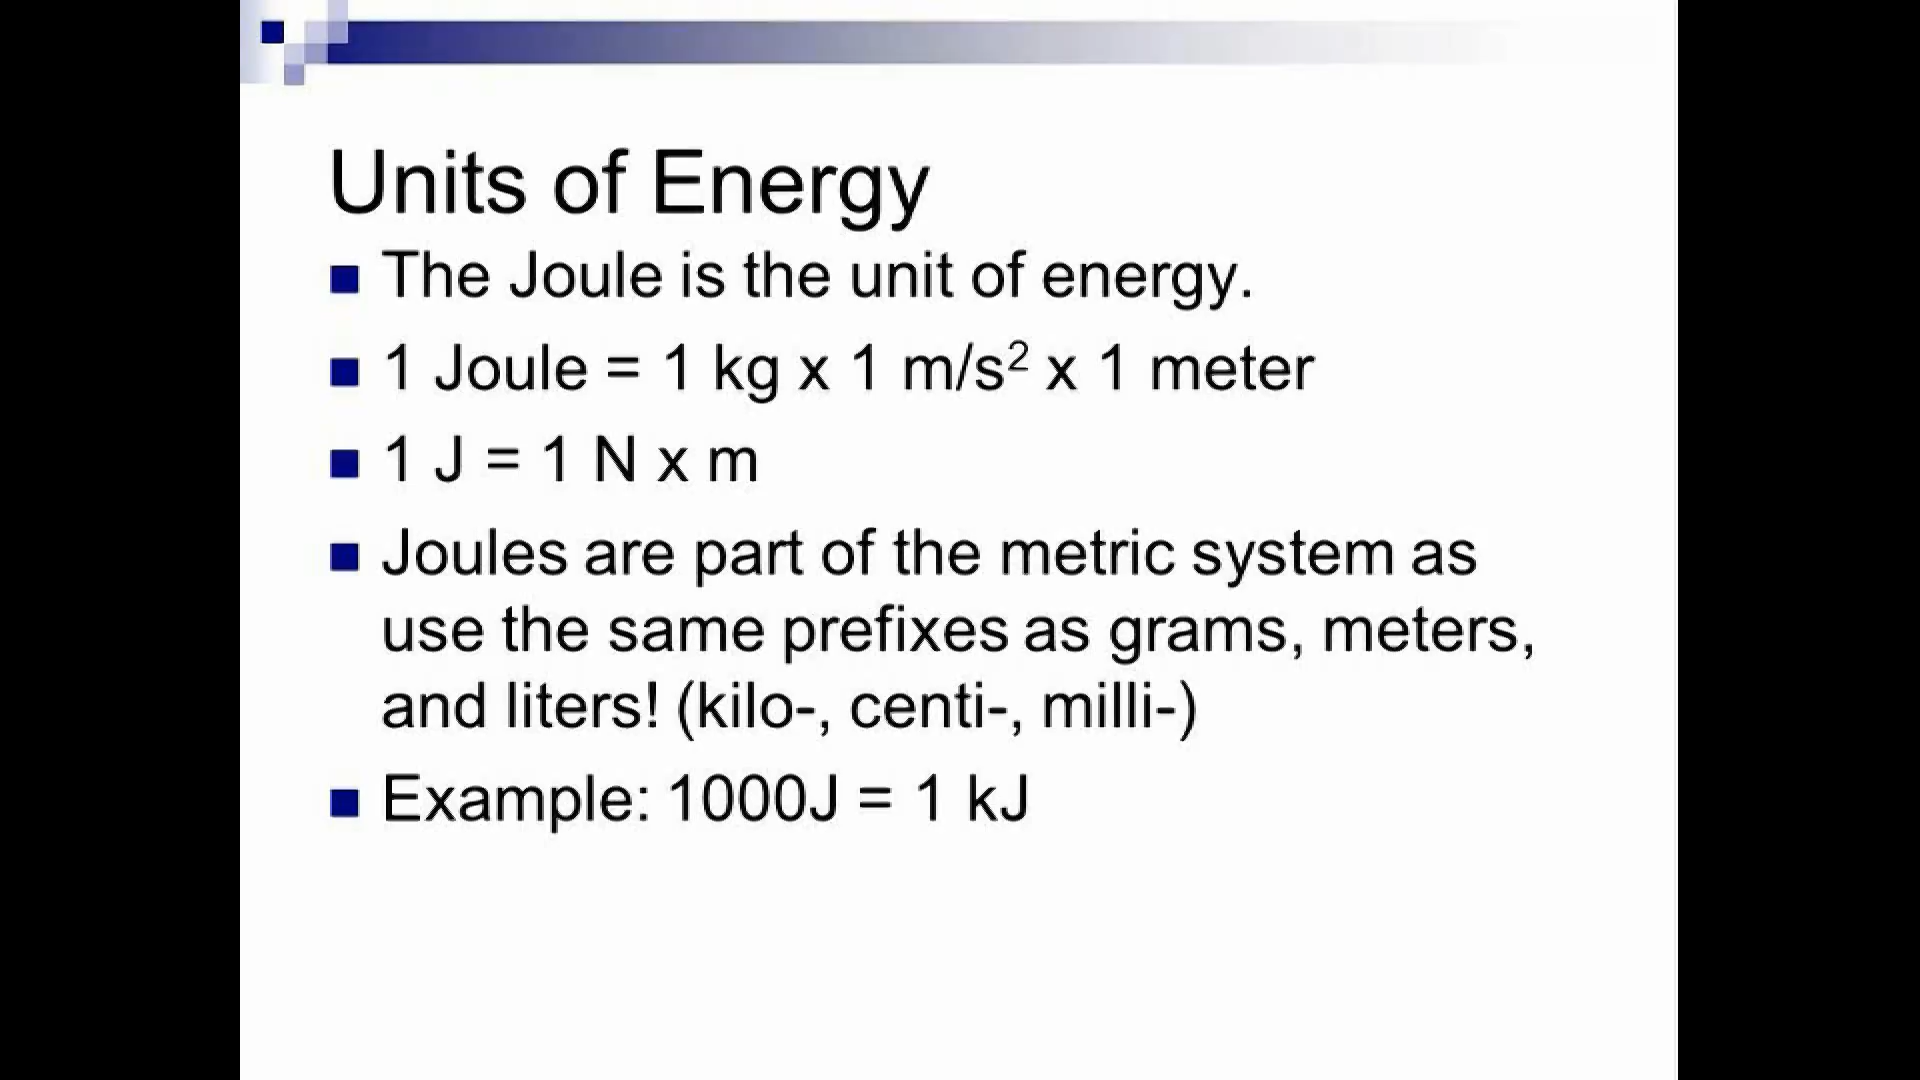 Units of Energy
The Joule is the unit of energy.
1 Joule = 1 kg x 1 m/s² x 1 meter
1 J = 1 N x m
Joules are part of the metric system as
use the same prefixes as grams, meters,
and liters! (kilo-, centi-, milli-)
Example: 1000J = 1 kJ